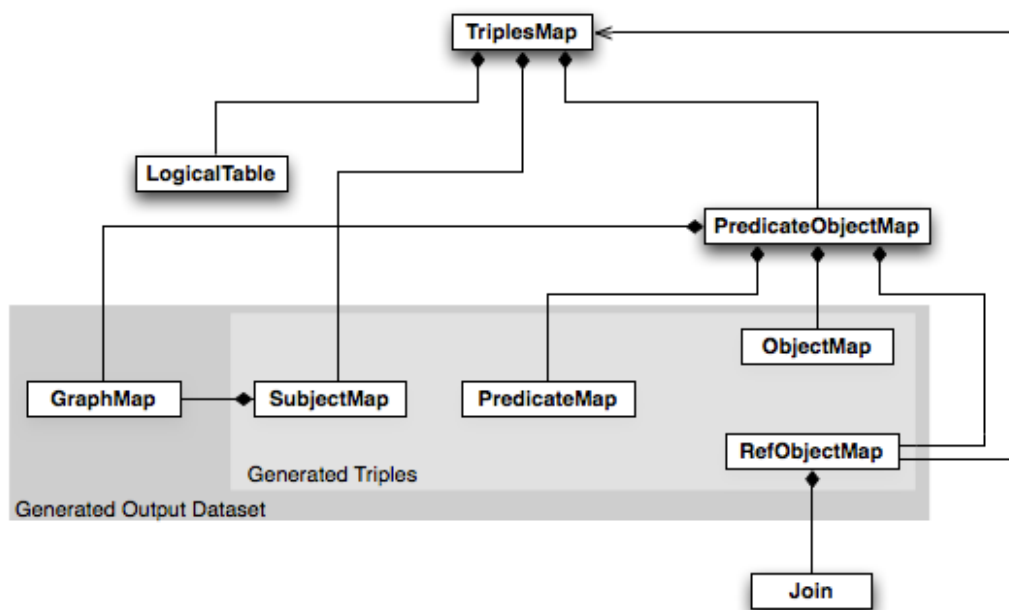 TriplesMap
LogicalTable
PredicateObjectMap
ObjectMap
GraphMap
SubjectMap
PredicateMap
RefObjectMap
Generated Triples
Generated Output Dataset
Join